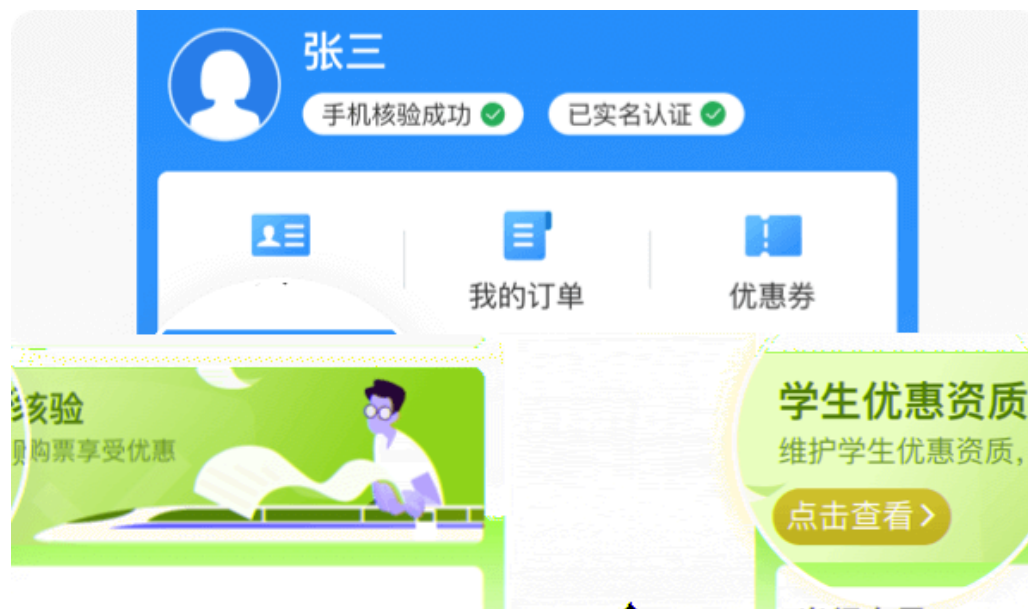 张三
手机核验成功
已实名认证
我的订单
优惠券
核验
购票享受优惠
学生优惠资质
维护学生优惠资质，
点击查看